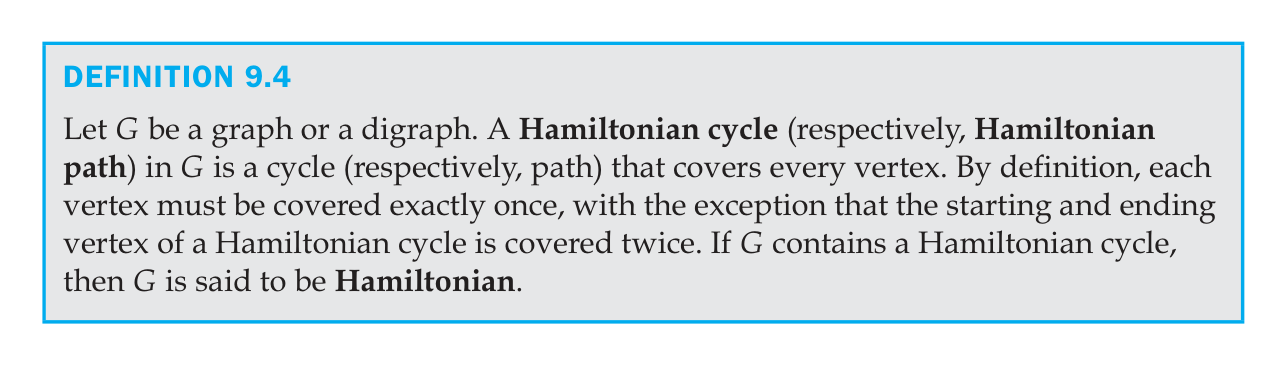 DEFINITION 9.4
Let G be a graph or a digraph. A Hamiltonian cycle (respectively, Hamiltonian
path) in G is a cycle (respectively, path) that covers every vertex. By definition, each
vertex must be covered exactly once, with the exception that the starting and ending
vertex of a Hamiltonian cycle is covered twice. If G contains a Hamiltonian cycle,
then G is said to be Hamiltonian.